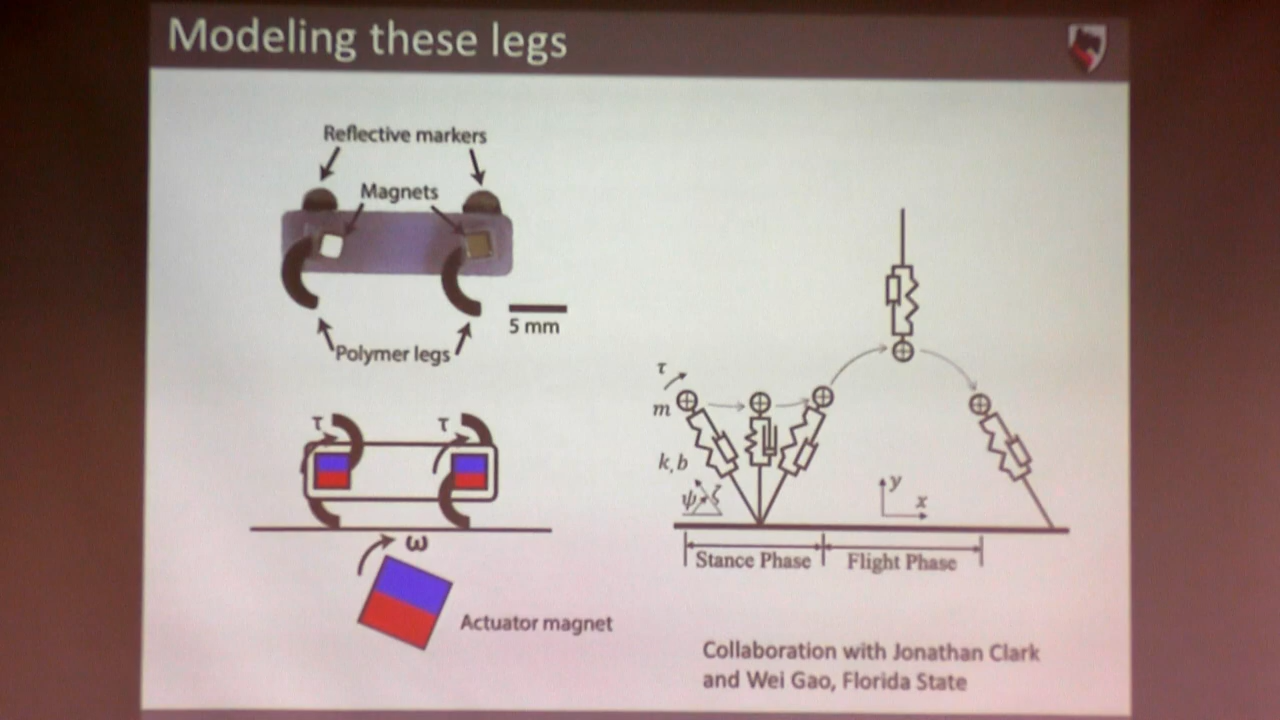 Modeling these legs
Reflective markers
Magnets
5 mm
Polymer legs
τ
τ
ω
Actuator magnet
τ
m
k,b
ψ ζ
y
x
Stance Phase
Flight Phase
Collaboration with Jonathan Clark
and Wei Gao, Florida State